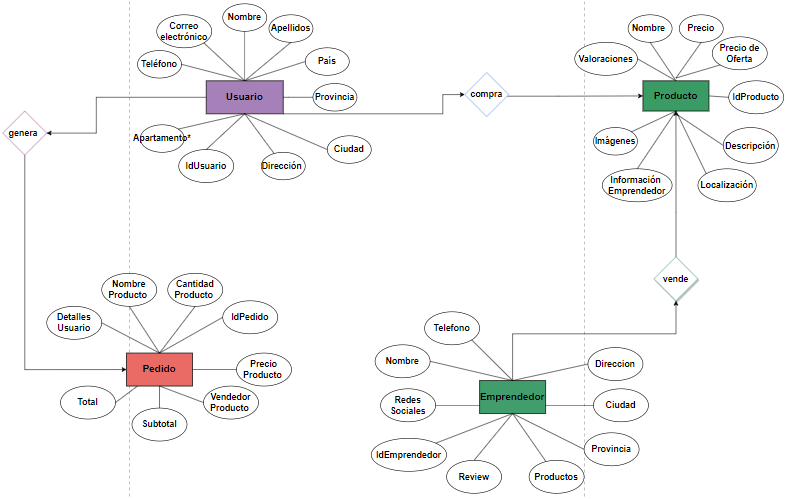 Nombre
Correo
electrónico
Apellidos
Teléfono
País
Usuario
Provincia
Apartamento*
IdUsuario
Dirección
Ciudad
genera
compra
Nombre
Precio
Valoraciones
Precio de
Oferta
Producto
IdProducto
Imágenes
Descripción
Información
Emprendedor
Localización
vende
Nombre
Producto
Cantidad
Producto
Detalles
Usuario
IdPedido
Pedido
Precio
Producto
Total
Vendedor
Producto
Subtotal
Telefono
Nombre
Direccion
Emprendedor
Redes
Sociales
Ciudad
IdEmprendedor
Provincia
Review
Productos